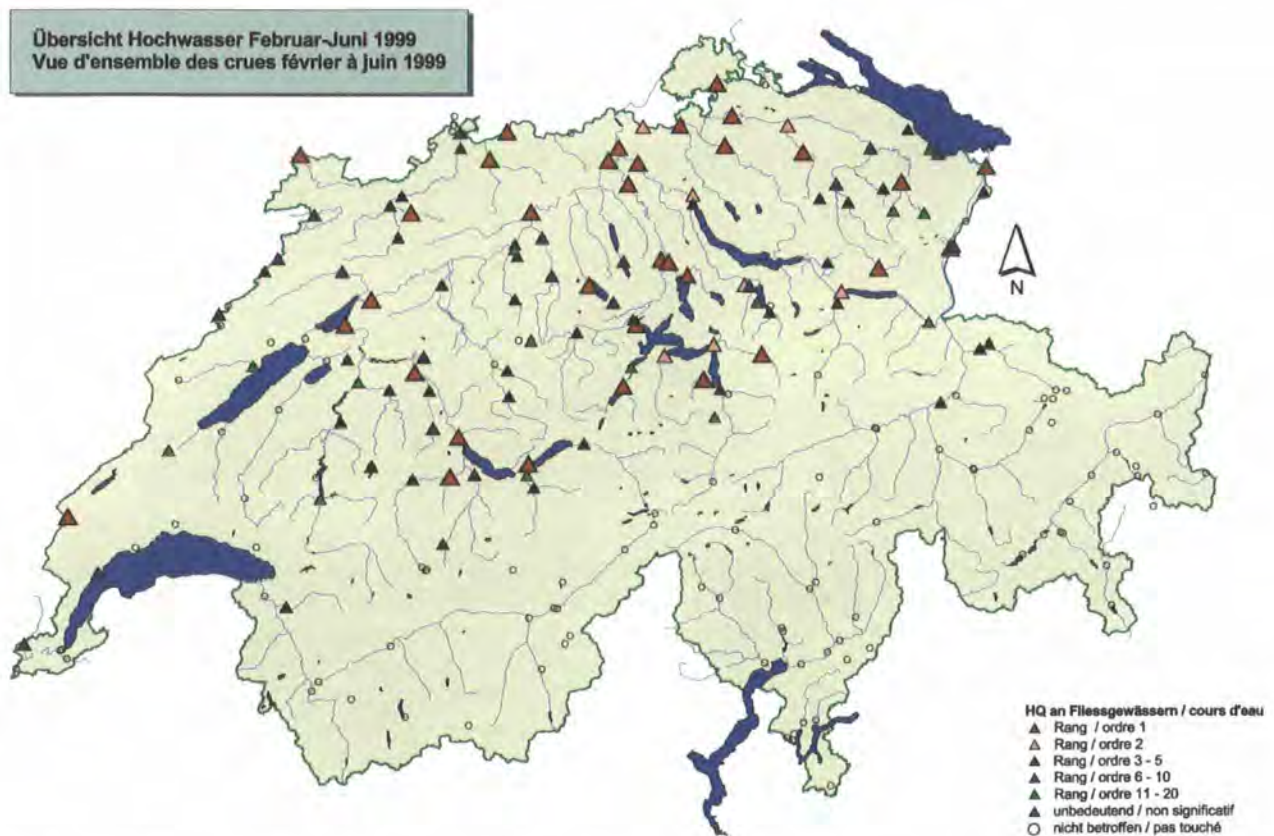 Übersicht Hochwasser Februar-Juni 1999
Vue d'ensemble des crues février à juin 1999
N
HQ an Fliessgewässern / cours d'eau
Rang / ordre 1
Rang / ordre 2
Rang / ordre 3 - 5
Rang / ordre 6 - 10
Rang / ordre 11 - 20
unbedeutend / non significatif
nicht betroffen / pas touché